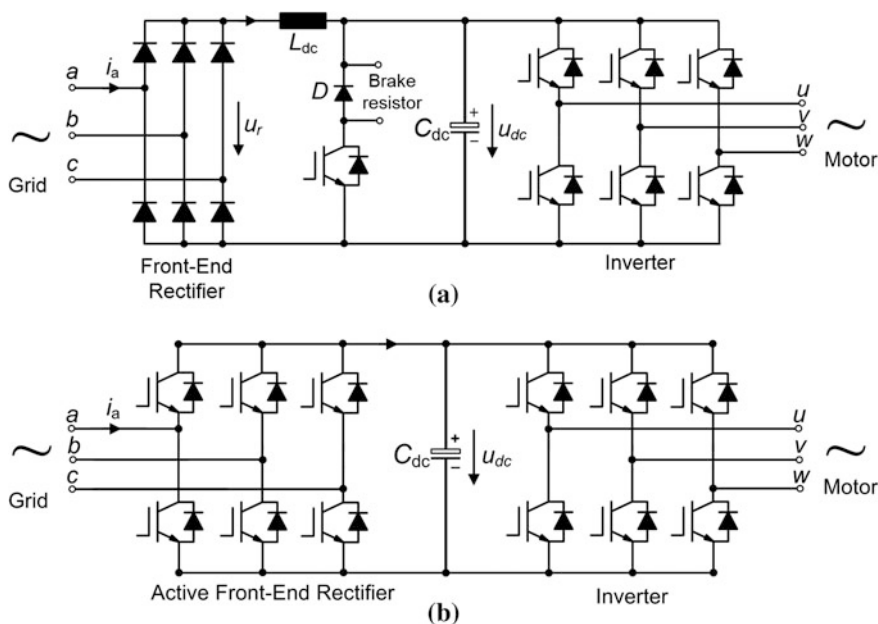 L_dc
a
i_a
D
Brake
resistor
u
b
u_r
C_dc
+
−
u_dc
v
~
c
w
~
Grid
Motor
Front-End
Rectifier
Inverter
(a)
a
i_a
u
~
b
C_dc
+
−
u_dc
v
~
c
w
Grid
Motor
Active Front-End Rectifier
Inverter
(b)